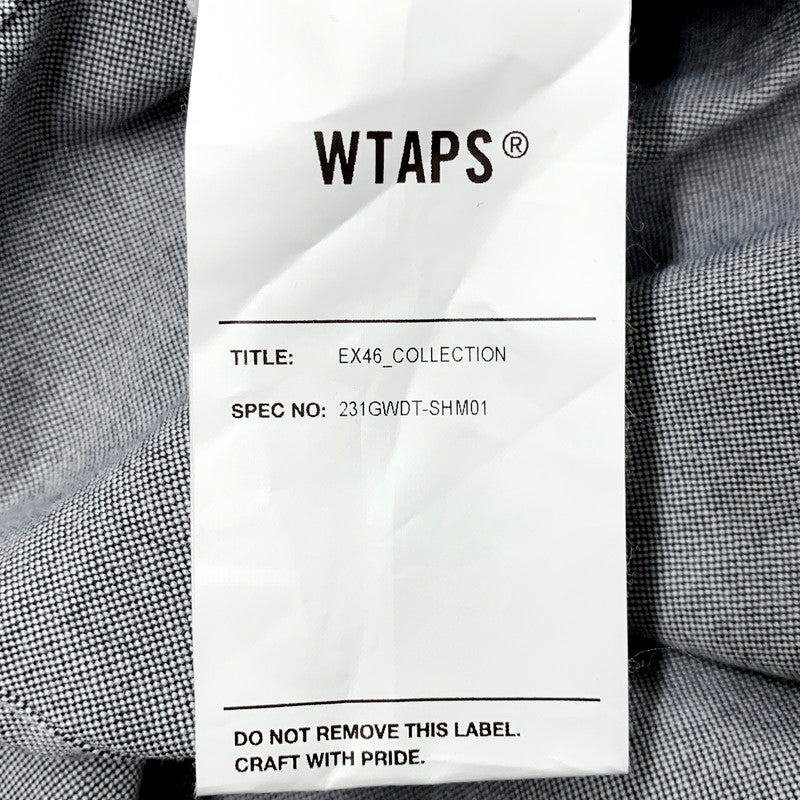 WTAPS®
TITLE: EX46_COLLECTION
SPEC NO: 231GWDT-SHM01
DO NOT REMOVE THIS LABEL.
CRAFT WITH PRIDE.